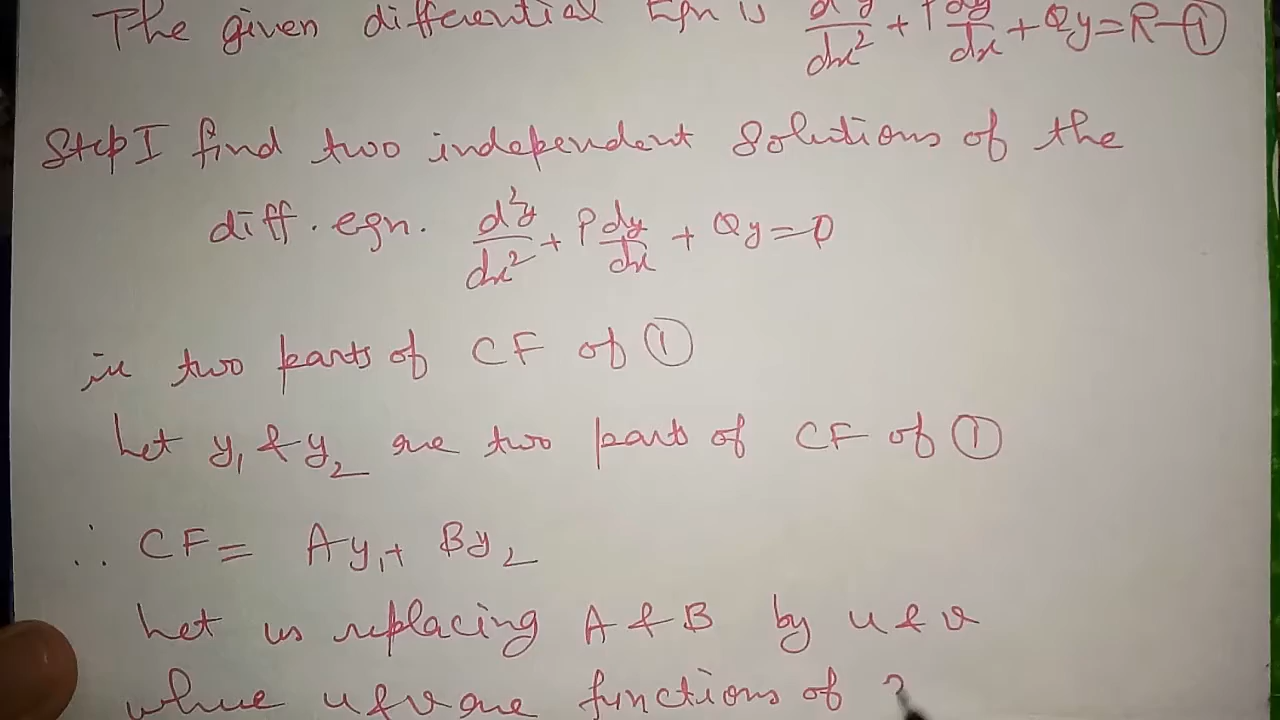 The given differential Eqn is d²y/dx² + P dy/dx + Qy = R - ①
Step I find two independent solutions of the
diff. eqn. d²y/dx² + P dy/dx + Qy = 0
ie two parts of CF of ①
Let y₁ & y₂ are two parts of CF of ①
∴ CF = Ay₁ + By₂
Let us replacing A & B by u & v
where u & v are functions of